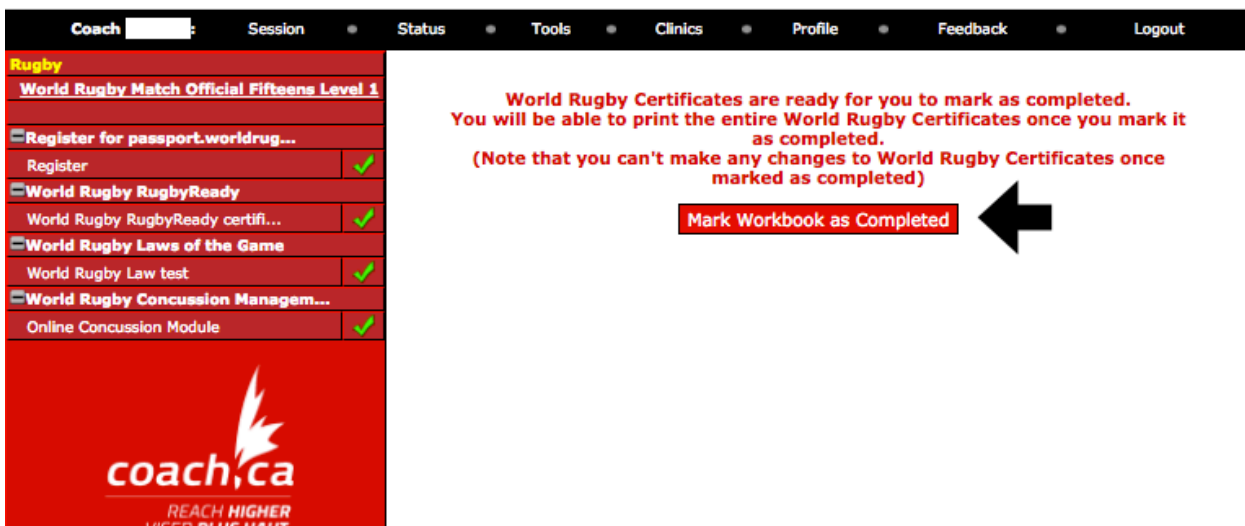 Coach : Session Status Tools Clinics Profile Feedback Logout
Rugby
World Rugby Match Official Fifteens Level 1
Register for passport.worldrug...
Register
World Rugby RugbyReady
World Rugby RugbyReady certifi...
World Rugby Laws of the Game
World Rugby Law test
World Rugby Concussion Managem...
Online Concussion Module
coach.ca
REACH HIGHER
VISER PLUS HAUT
World Rugby Certificates are ready for you to mark as completed.
You will be able to print the entire World Rugby Certificates once you mark it
as completed.
(Note that you can't make any changes to World Rugby Certificates once
marked as completed)
Mark Workbook as Completed